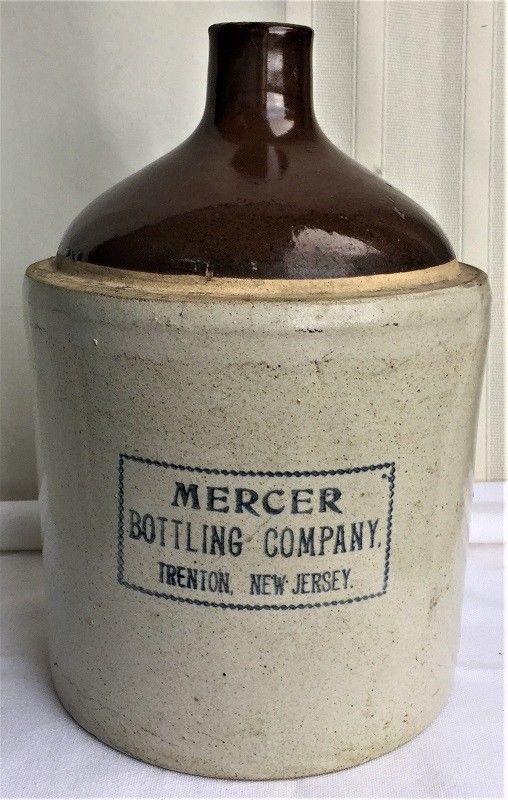 MERCER
BOTTLING COMPANY.
TRENTON, NEW-JERSEY.